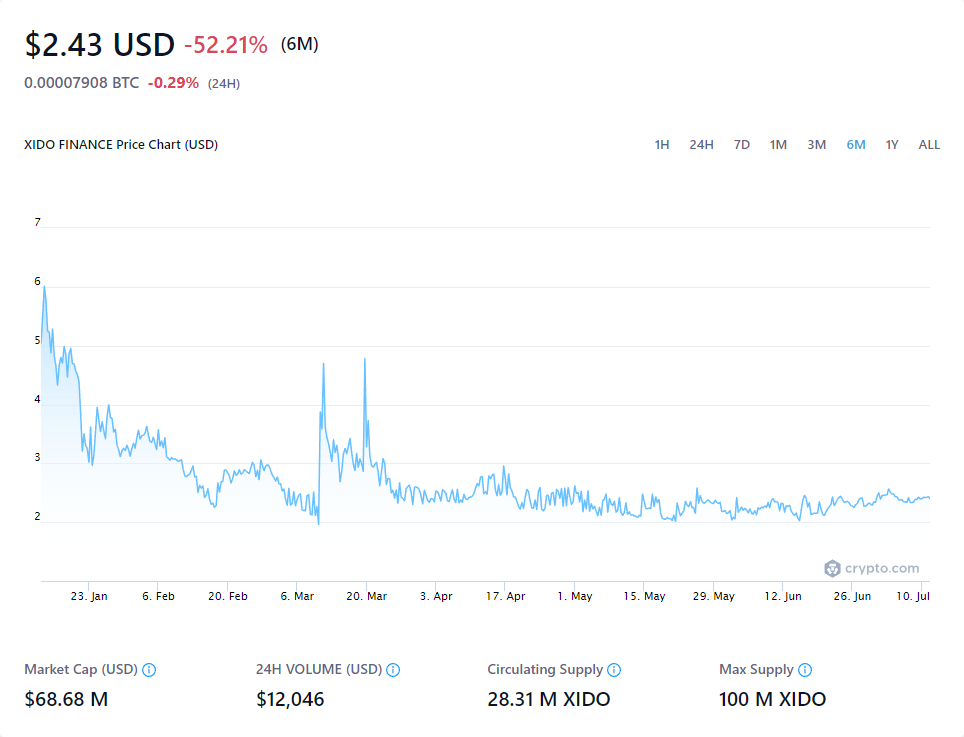 $2.43 USD -52.21% (6M)
0.00007908 BTC -0.29% (24H)
XIDO FINANCE Price Chart (USD) 1H 24H 7D 1M 3M 6M 1Y ALL
7
6
5
4
3
2
crypto.com
23. Jan 6. Feb 20. Feb 6. Mar 20. Mar 3. Apr 17. Apr 1. May 15. May 29. May 12. Jun 26. Jun 10. Jul
Market Cap (USD) 24H VOLUME (USD) Circulating Supply Max Supply
$68.68 M $12,046 28.31 M XIDO 100 M XIDO